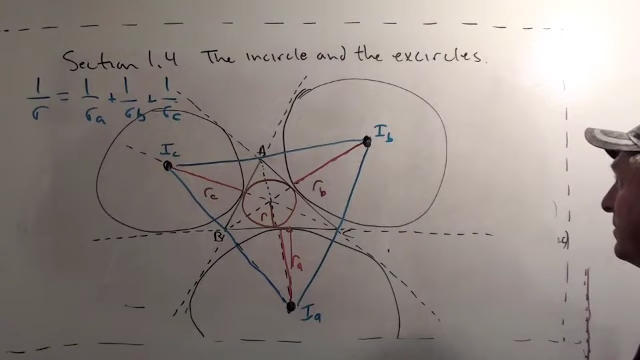 Section 1.4 The incircle and the excircles.
1/r = 1/ra + 1/rb + 1/rc
Ib
Ic
A
rc
rb
r
B
C
ra
Ia